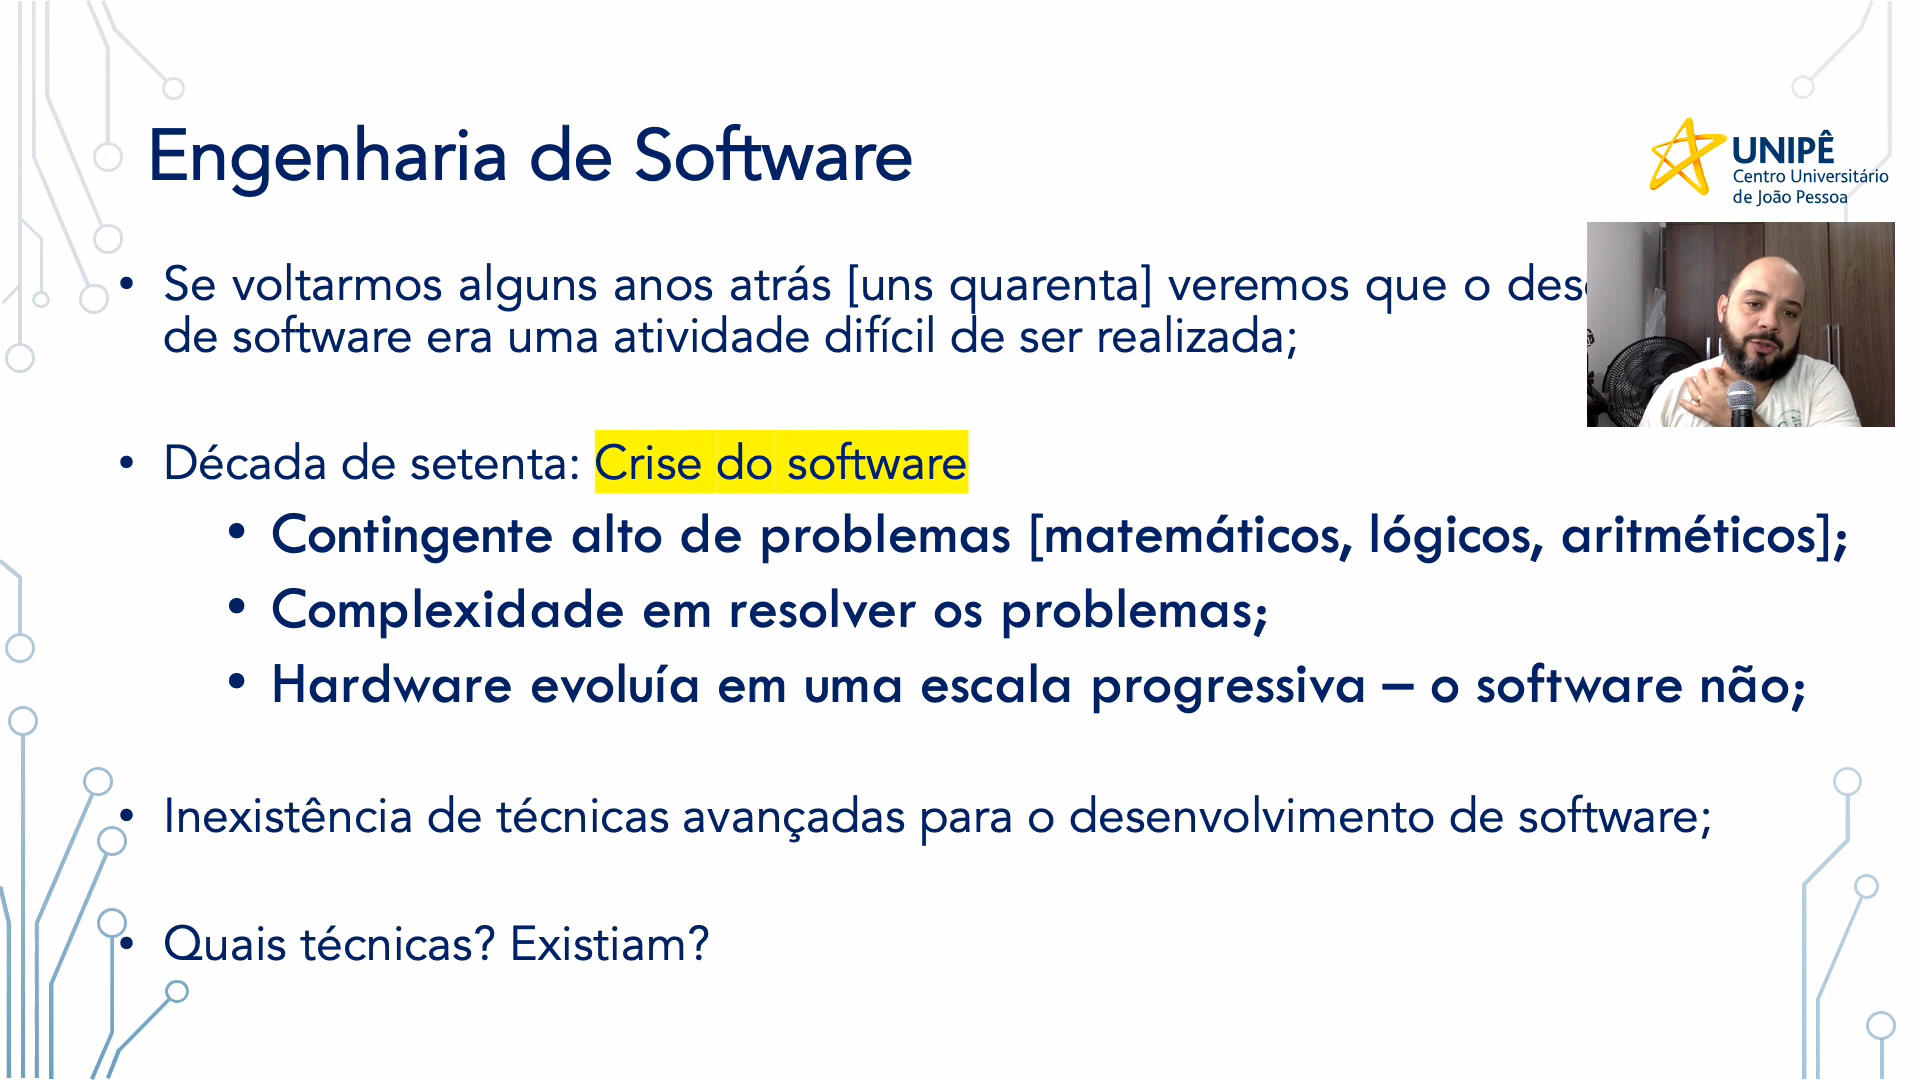 Engenharia de Software
UNIPÊ
Centro Universitário
de João Pessoa
• Se voltarmos alguns anos atrás [uns quarenta] veremos que o
de software era uma atividade difícil de ser realizada;
• Década de setenta: Crise do software
• Contingente alto de problemas [matemáticos, lógicos, aritméticos];
• Complexidade em resolver os problemas;
• Hardware evoluía em uma escala progressiva – o software não;
• Inexistência de técnicas avançadas para o desenvolvimento de software;
• Quais técnicas? Existiam?